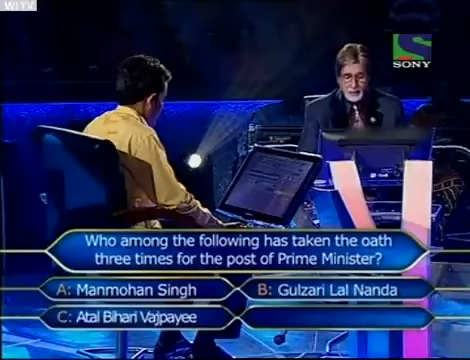 WITV
SONY
Who among the following has taken the oath
three times for the post of Prime Minister?
A: Manmohan Singh
B: Gulzari Lal Nanda
C: Atal Bihari Vajpayee